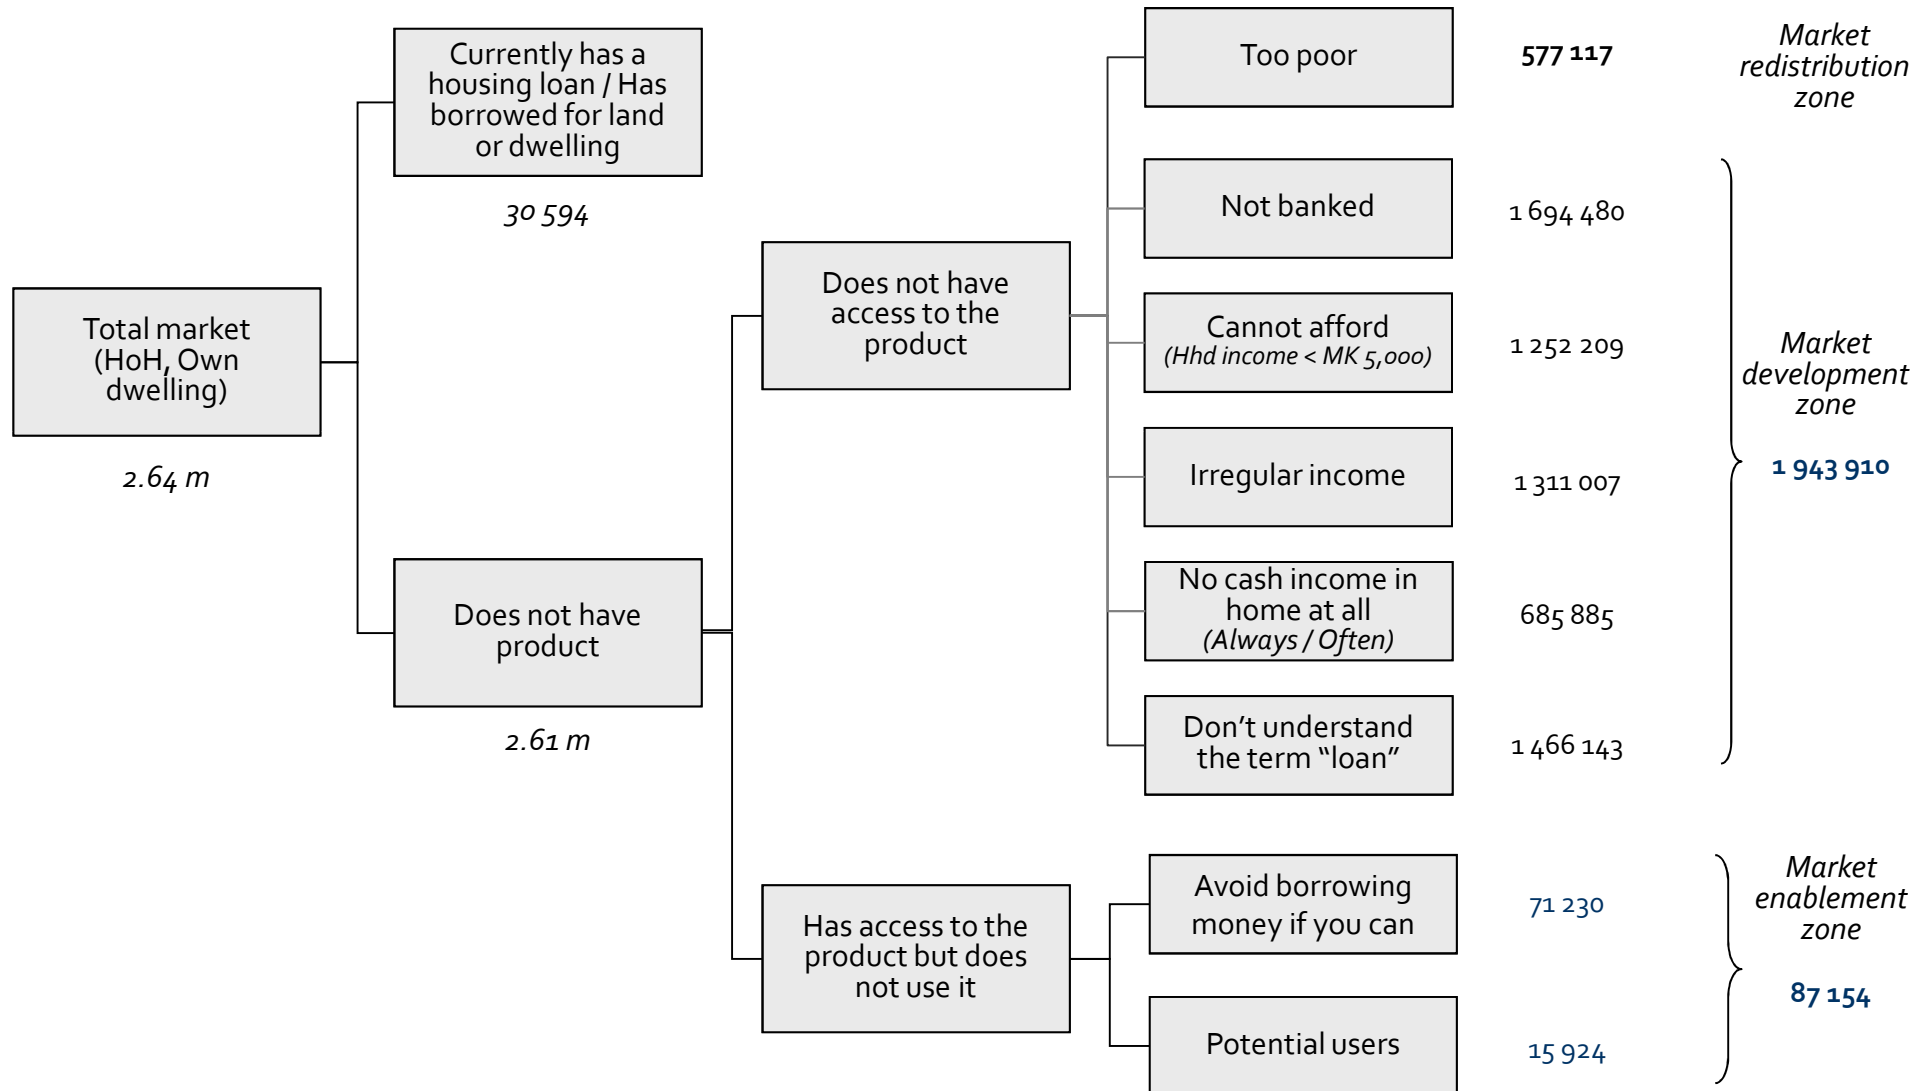 Total market
(HoH, Own
dwelling)
2.64 m
Currently has a
housing loan / Has
borrowed for land
or dwelling
30 594
Does not have
product
2.61 m
Does not have
access to the
product
Has access to the
product but does
not use it
Too poor
577 117
Market
redistribution
zone
Not banked
1 694 480
Cannot afford
(Hhd income < MK 5,000)
1 252 209
Irregular income
1 311 007
No cash income in
home at all
(Always / Often)
685 885
Don’t understand
the term “loan”
1 466 143
Market
development
zone
1 943 910
Avoid borrowing
money if you can
71 230
Potential users
15 924
Market
enablement
zone
87 154